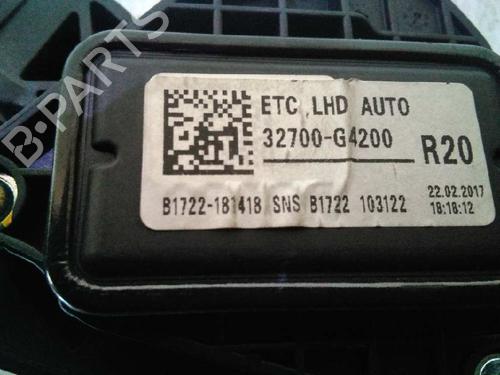 B-PARTS
ETC LHD AUTO
32700-G4200
R20
B1722-181418 SNS B1722 103122
22.02.2017
18:18:12